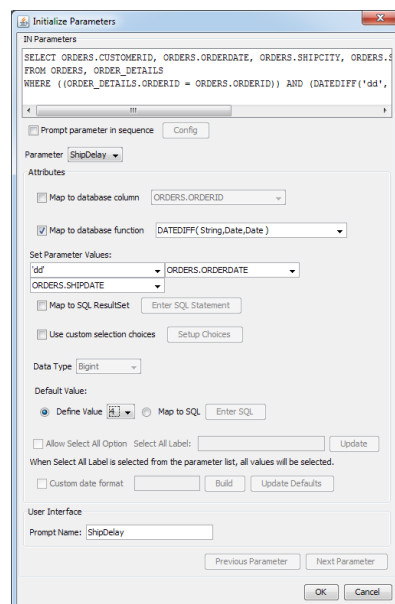 Initialize Parameters
IN Parameters
SELECT ORDERS.CUSTOMERID, ORDERS.ORDERDATE, ORDERS.SHIPCITY, ORDERS.S
FROM ORDERS, ORDER_DETAILS
WHERE ((ORDER_DETAILS.ORDERID = ORDERS.ORDERID)) AND (DATEDIFF('dd',
Prompt parameter in sequence Config
Parameter ShipDelay
Attributes
Map to database column ORDERS.ORDERID
Map to database function DATEDIFF( String,Date,Date )
Set Parameter Values:
'dd' ORDERS.ORDERDATE
ORDERS.SHIPDATE
Map to SQL ResultSet Enter SQL Statement
Use custom selection choices Setup Choices
Data Type Bigint
Default Value:
Define Value 4 Map to SQL Enter SQL
Allow Select All Option Select All Label: Update
When Select All Label is selected from the parameter list, all values will be selected.
Custom date format Build Update Defaults
User Interface
Prompt Name: ShipDelay
Previous Parameter Next Parameter
OK Cancel